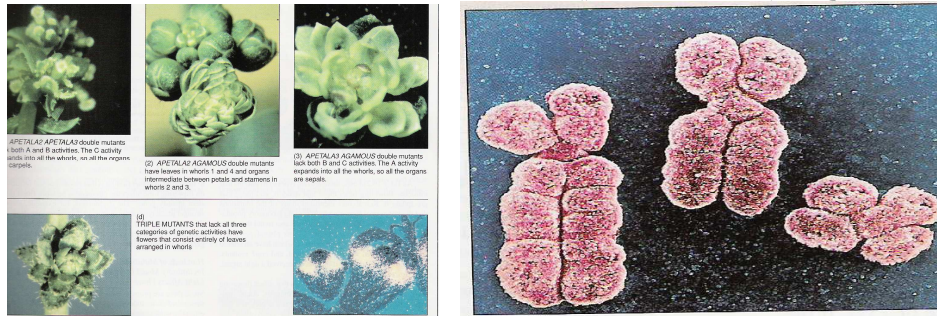 APETALA2 APETALA3 double mutants
both A and B activities. The C activity
ands into all the whorls, so all the organs
carpels.
(2) APETALA2 AGAMOUS double mutants
have leaves in whorls 1 and 4 and organs
intermediate between petals and stamens in
whorls 2 and 3.
(3) APETALA3 AGAMOUS double mutants
lack both B and C activities. The A activity
expands into all the whorls, so all the organs
are sepals.
(d)
TRIPLE MUTANTS that lack all three
categories of genetic activities have
flowers that consist entirely of leaves
arranged in whorls